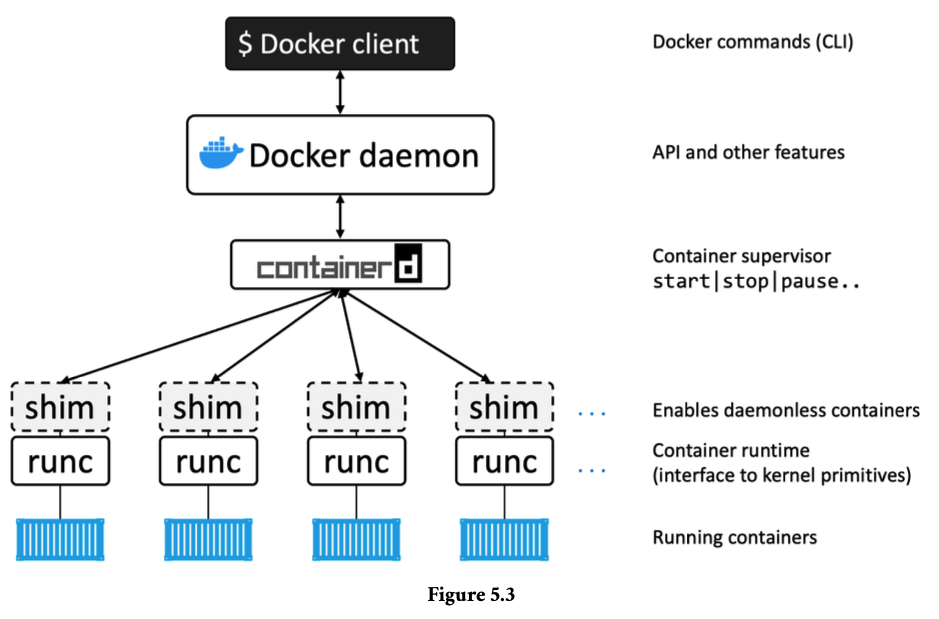 $ Docker client
Docker commands (CLI)
Docker daemon
API and other features
containerd
Container supervisor
start|stop|pause..
shim shim shim shim ...
Enables daemonless containers
runc runc runc runc ...
Container runtime
(interface to kernel primitives)
Running containers
Figure 5.3